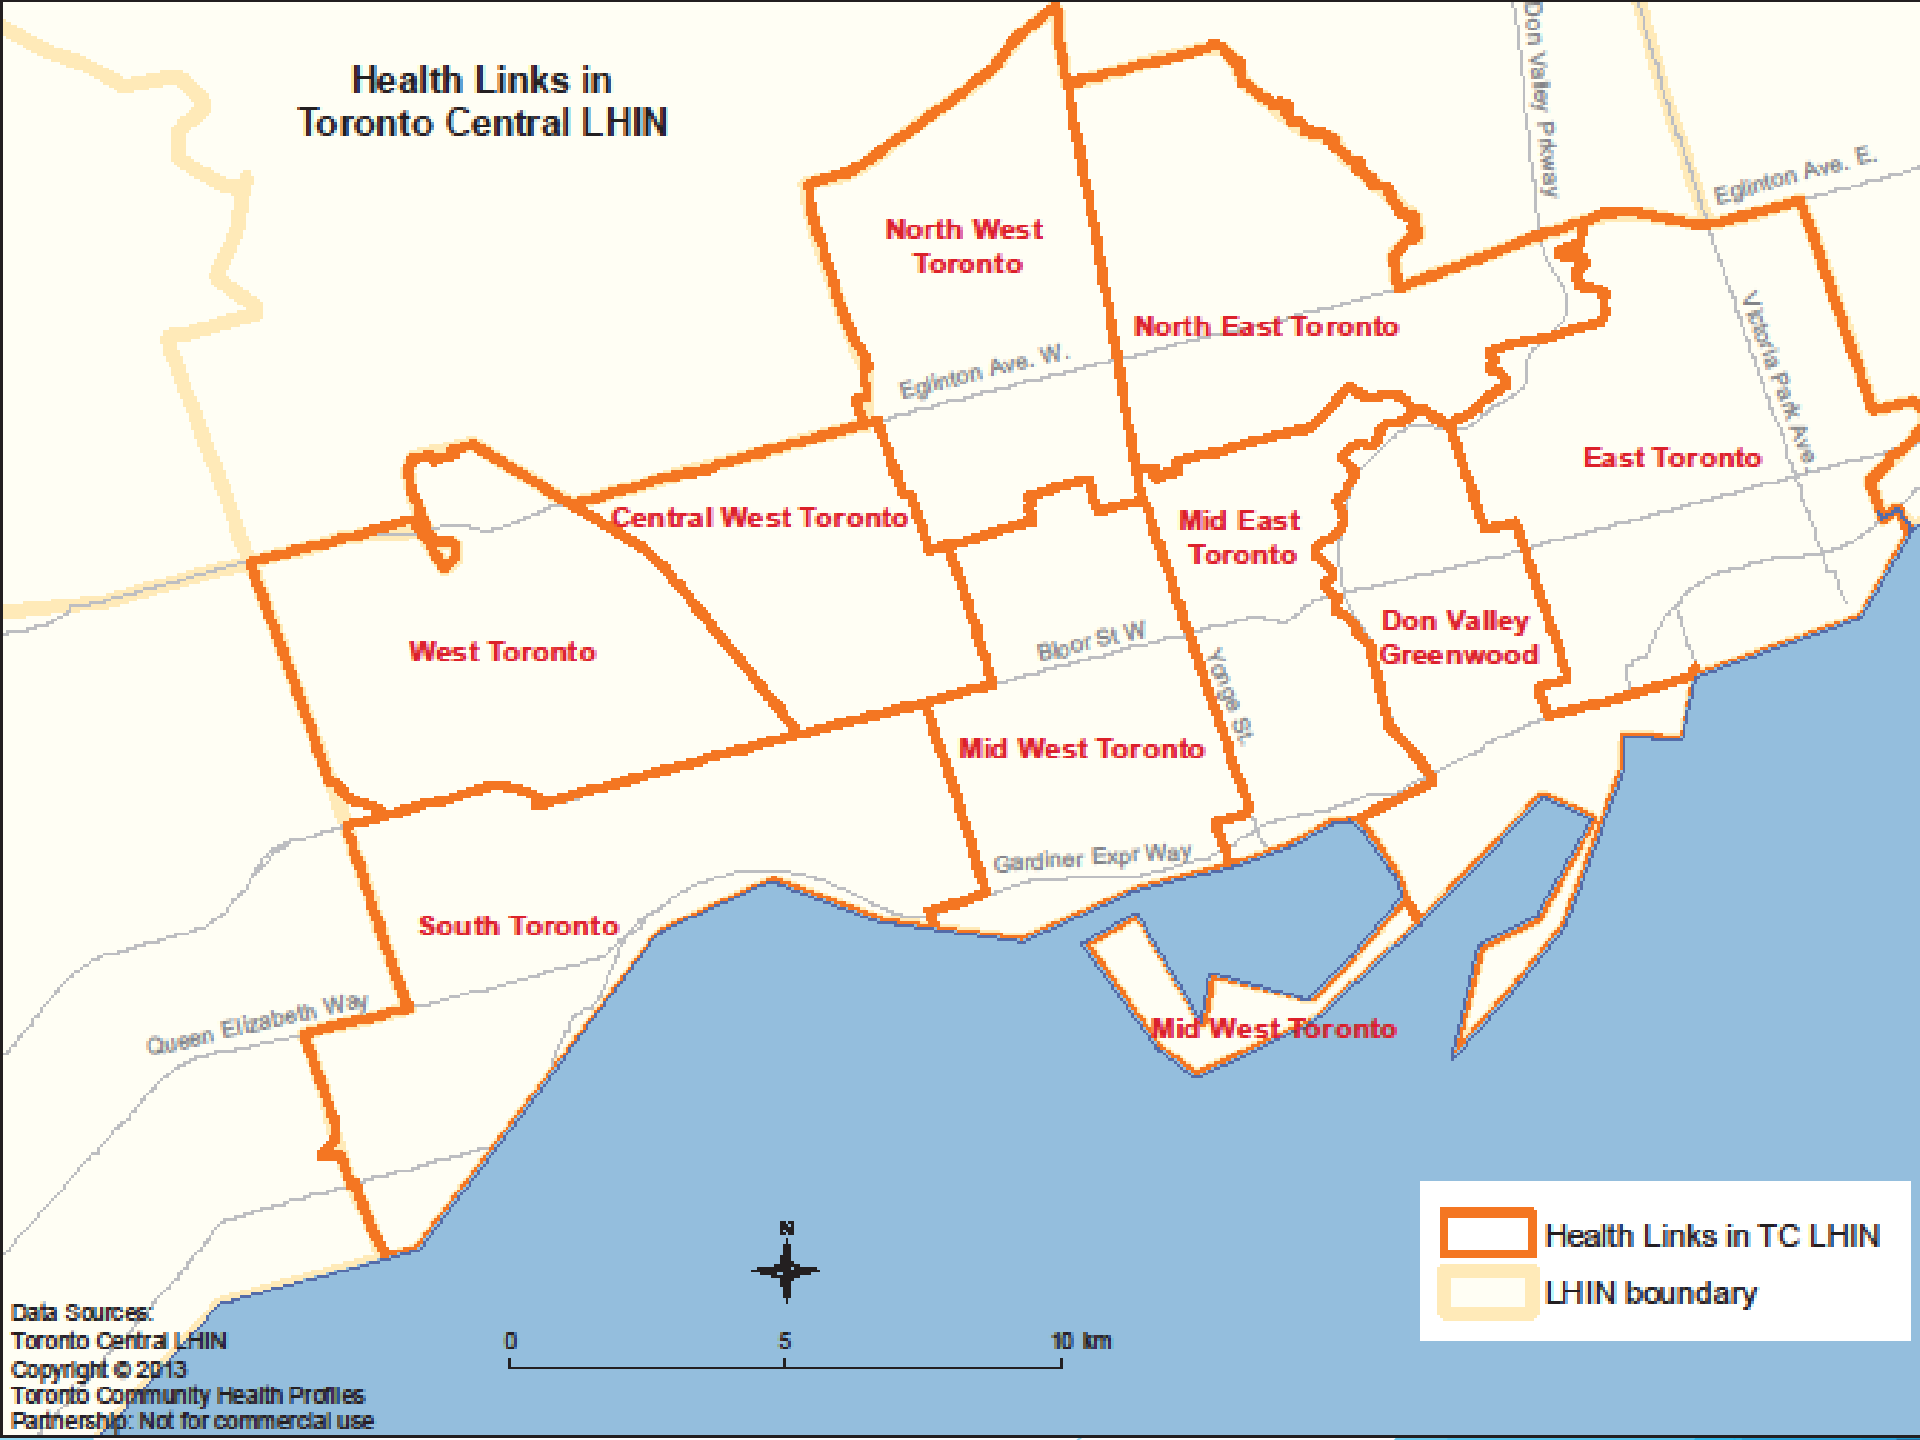 Health Links in
Toronto Central LHIN
Don Valley Prkway
Eglinton Ave. E.
North West
Toronto
North East Toronto
Eglinton Ave. W.
Victoria Park Ave.
East Toronto
Central West Toronto
Mid East
Toronto
West Toronto
Bloor St W
Don Valley
Greenwood
Yonge St.
Mid West Toronto
Gardiner Expr Way
South Toronto
Queen Elizabeth Way
Mid West Toronto
N
Health Links in TC LHIN
LHIN boundary
0 5 10 km
Data Sources:
Toronto Central LHIN
Copyright © 2013
Toronto Community Health Profiles
Partnership: Not for commercial use